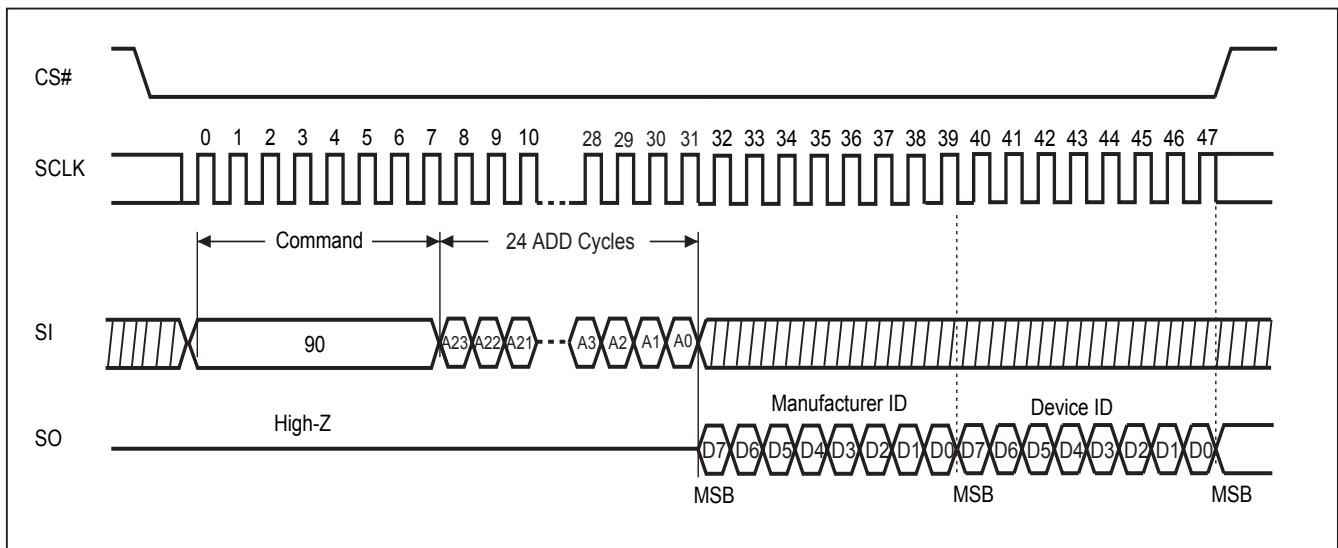 CS#
0 1 2 3 4 5 6 7 8 9 10 28 29 30 31 32 33 34 35 36 37 38 39 40 41 42 43 44 45 46 47
SCLK
Command 24 ADD Cycles
SI 90 A23 A22 A21 A3 A2 A1 A0
Manufacturer ID Device ID
High-Z
SO D7 D6 D5 D4 D3 D2 D1 D0 D7 D6 D5 D4 D3 D2 D1 D0
MSB MSB MSB